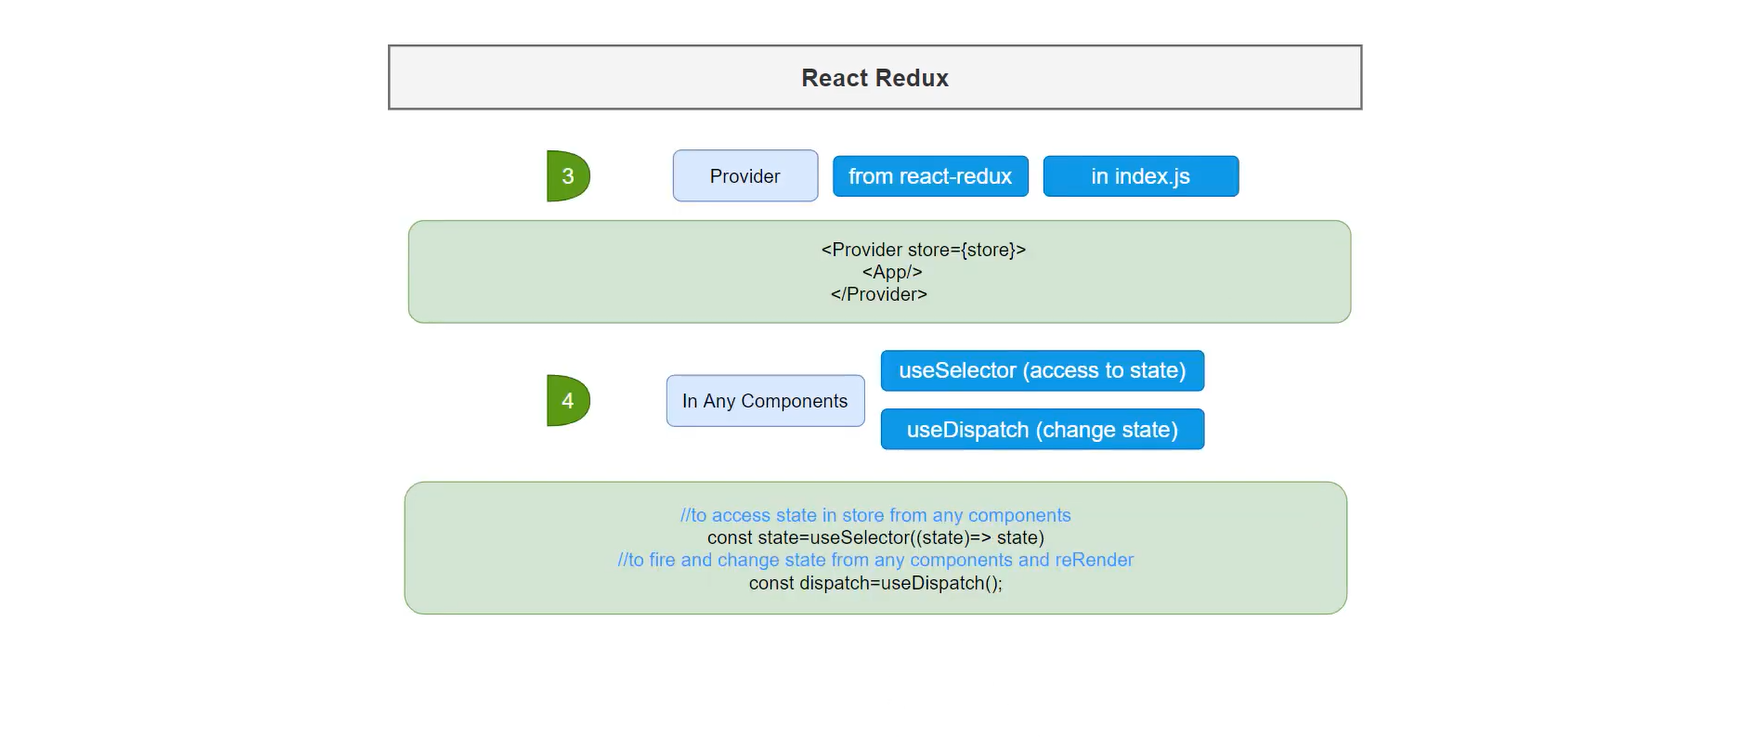 React Redux
3 Provider from react-redux in index.js
<Provider store={store}>
<App/>
</Provider>
useSelector (access to state)
4 In Any Components
useDispatch (change state)
//to access state in store from any components
const state=useSelector((state)=> state)
//to fire and change state from any components and reRender
const dispatch=useDispatch();